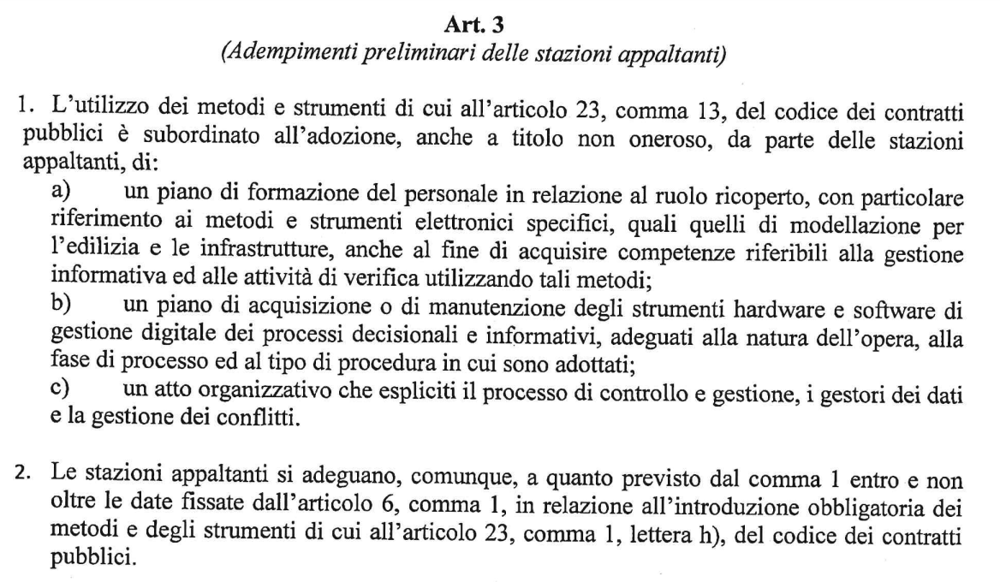 Art. 3
(Adempimenti preliminari delle stazioni appaltanti)
1. L’utilizzo dei metodi e strumenti di cui all’articolo 23, comma 13, del codice dei contratti
pubblici è subordinato all’adozione, anche a titolo non oneroso, da parte delle stazioni
appaltanti, di:
a) un piano di formazione del personale in relazione al ruolo ricoperto, con particolare
riferimento ai metodi e strumenti elettronici specifici, quali quelli di modellazione per
l’edilizia e le infrastrutture, anche al fine di acquisire competenze riferibili alla gestione
informativa ed alle attività di verifica utilizzando tali metodi;
b) un piano di acquisizione o di manutenzione degli strumenti hardware e software di
gestione digitale dei processi decisionali e informativi, adeguati alla natura dell’opera, alla
fase di processo ed al tipo di procedura in cui sono adottati;
c) un atto organizzativo che espliciti il processo di controllo e gestione, i gestori dei dati
e la gestione dei conflitti.
2. Le stazioni appaltanti si adeguano, comunque, a quanto previsto dal comma 1 entro e non
oltre le date fissate dall’articolo 6, comma 1, in relazione all’introduzione obbligatoria dei
metodi e degli strumenti di cui all’articolo 23, comma 1, lettera h), del codice dei contratti
pubblici.